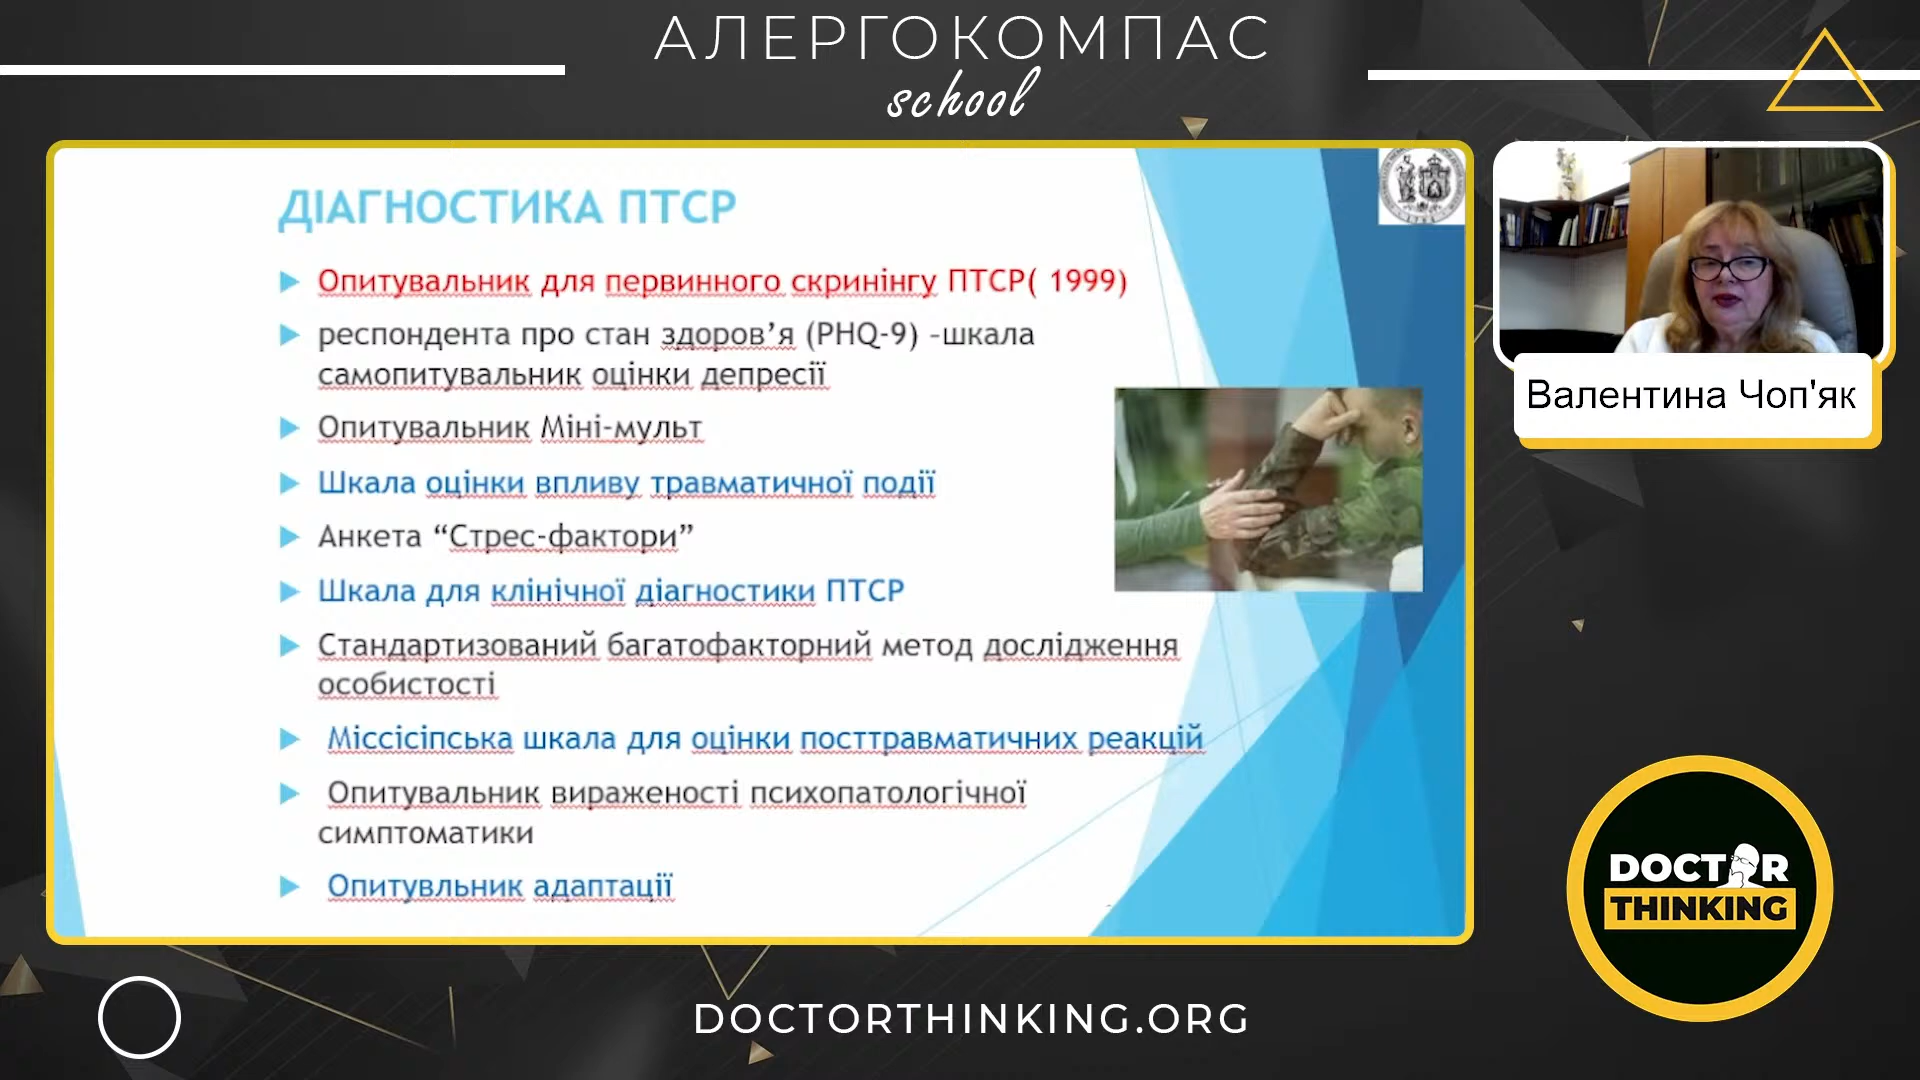 АЛЕРГОКОМПАС
school
ДІАГНОСТИКА ПТСР
Опитувальник для первинного скринінгу ПТСР( 1999)
респондента про стан здоров’я (PHQ-9) –шкала
самопитувальник оцінки депресії
Опитувальник Міні-мульт
Шкала оцінки впливу травматичної події
Анкета “Стрес-фактори”
Шкала для клінічної діагностики ПТСР
Стандартизований багатофакторний метод дослідження
особистості
Міссісіпська шкала для оцінки посттравматичних реакцій
Опитувальник вираженості психопатологічної
симптоматики
Опитувльник адаптації
Валентина Чоп'як
DOCTOR
THINKING
DOCTORTHINKING.ORG